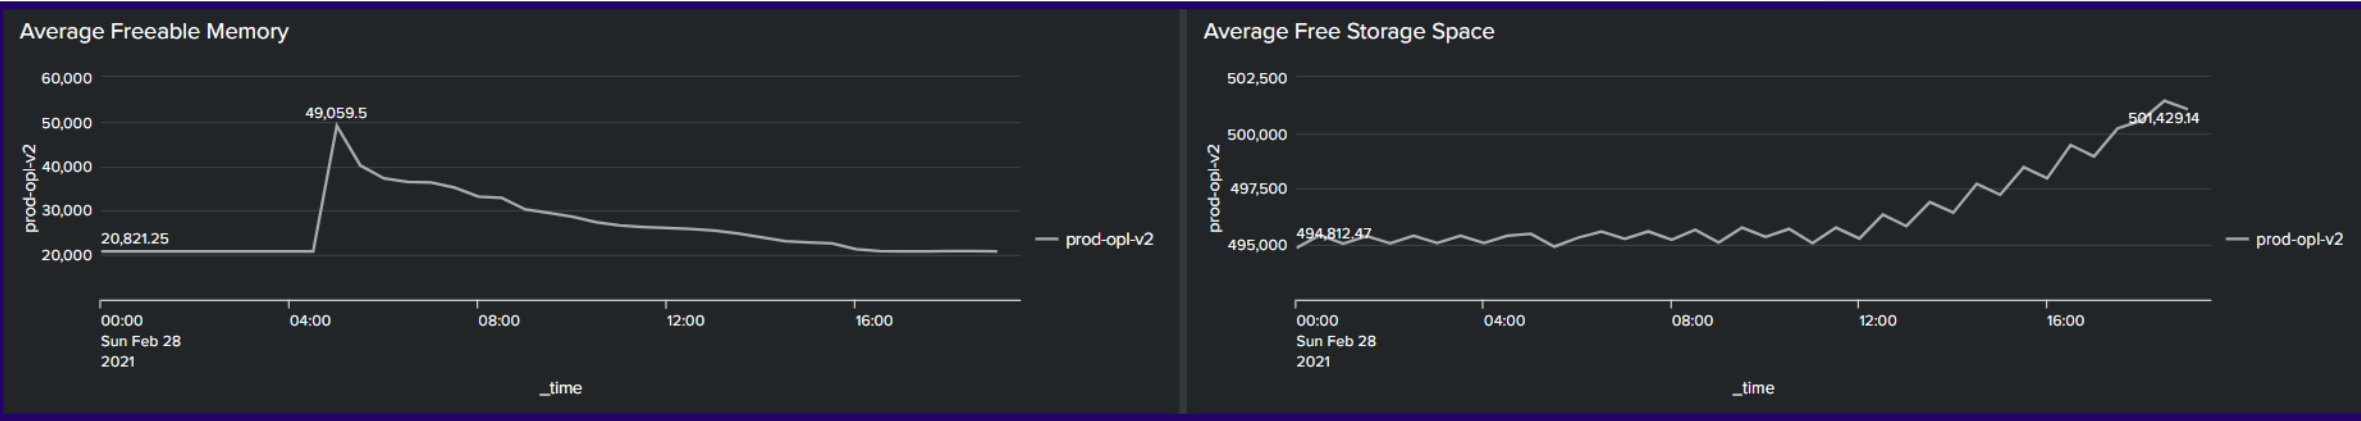 Average Freeable Memory
60,000
50,000
40,000
30,000
20,000
prod-opl-v2
49,059.5
20,821.25
prod-opl-v2
00:00
04:00
08:00
12:00
16:00
Sun Feb 28
2021
_time
Average Free Storage Space
502,500
500,000
497,500
495,000
prod-opl-v2
494,812.47
501,429.14
prod-opl-v2
00:00
04:00
08:00
12:00
16:00
Sun Feb 28
2021
_time